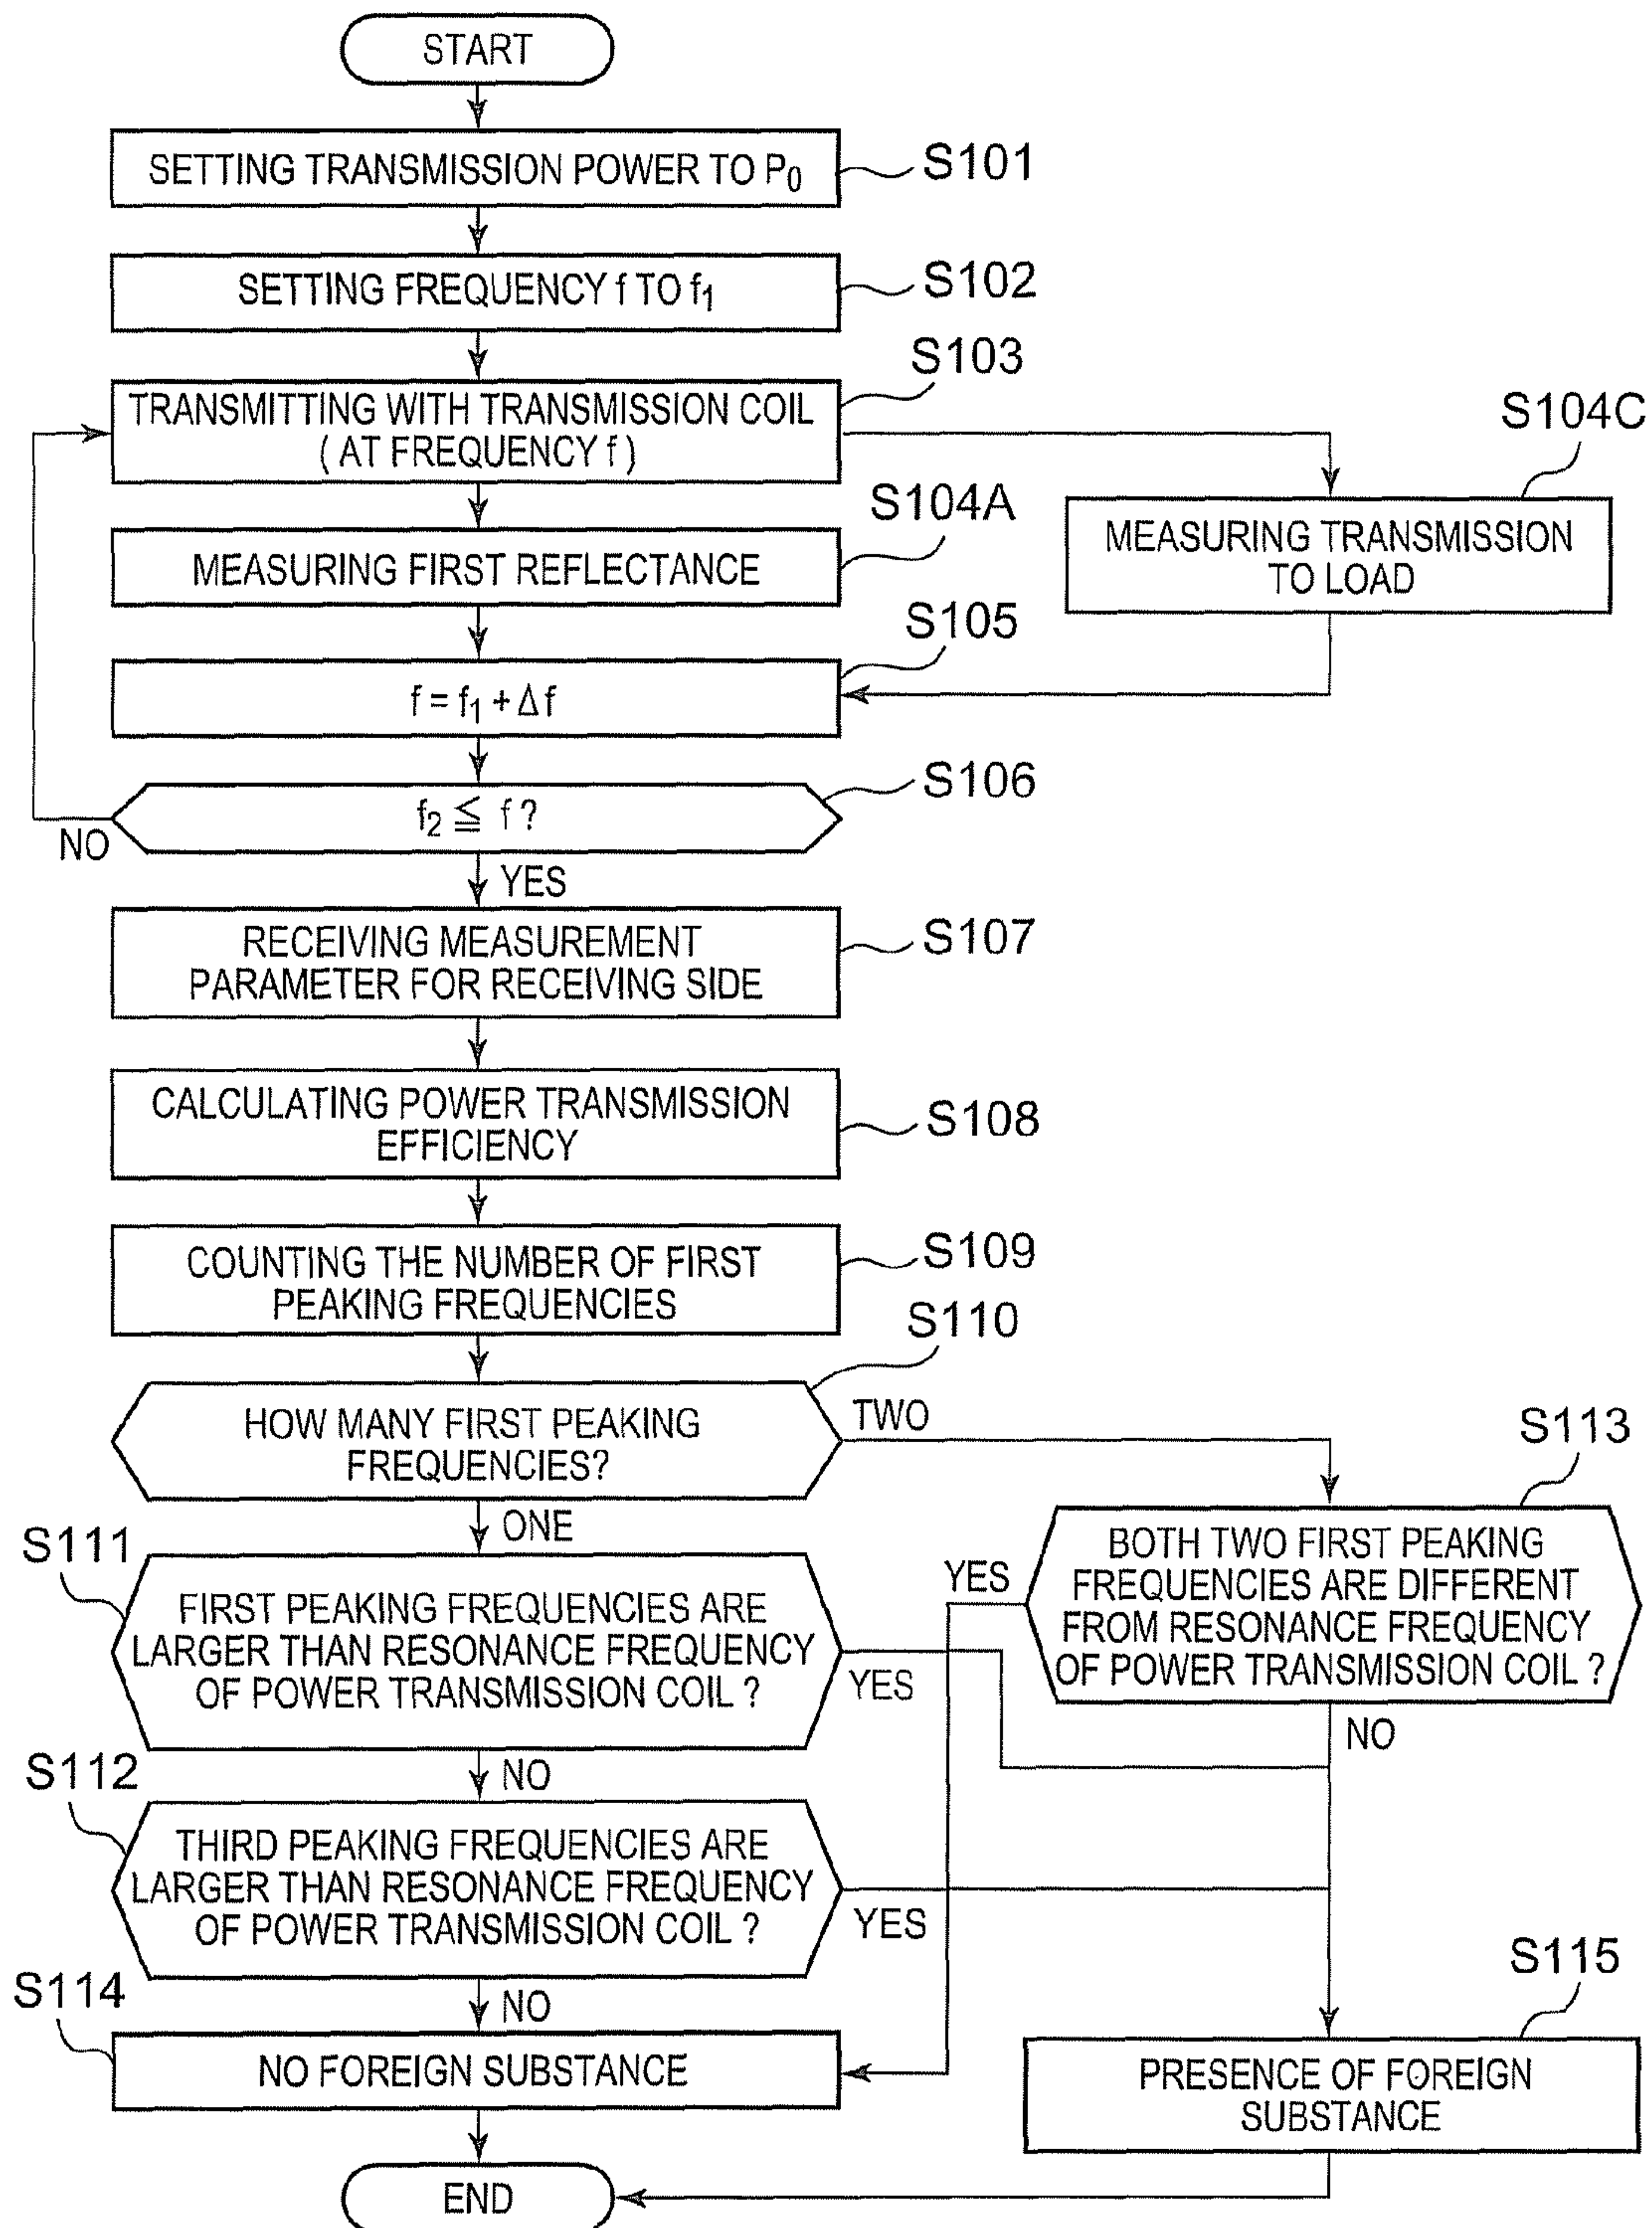 START
SETTING TRANSMISSION POWER TO P₀
S101
SETTING FREQUENCY f TO f₁
S102
S103
TRANSMITTING WITH TRANSMISSION COIL
( AT FREQUENCY f )
S104C
S104A
MEASURING TRANSMISSION
TO LOAD
MEASURING FIRST REFLECTANCE
S105
f = f₁ + Δ f
S106
f₂ ≦ f ?
NO
YES
RECEIVING MEASUREMENT
PARAMETER FOR RECEIVING SIDE
S107
CALCULATING POWER TRANSMISSION
EFFICIENCY
S108
COUNTING THE NUMBER OF FIRST
PEAKING FREQUENCIES
S109
S110
HOW MANY FIRST PEAKING
FREQUENCIES?
TWO
S113
ONE
S111
BOTH TWO FIRST PEAKING
FREQUENCIES ARE DIFFERENT
FROM RESONANCE FREQUENCY
OF POWER TRANSMISSION COIL ?
YES
FIRST PEAKING FREQUENCIES ARE
LARGER THAN RESONANCE FREQUENCY
OF POWER TRANSMISSION COIL ?
YES
NO
NO
S112
THIRD PEAKING FREQUENCIES ARE
LARGER THAN RESONANCE FREQUENCY
OF POWER TRANSMISSION COIL ?
YES
S115
S114
NO
NO FOREIGN SUBSTANCE
PRESENCE OF FOREIGN
SUBSTANCE
END